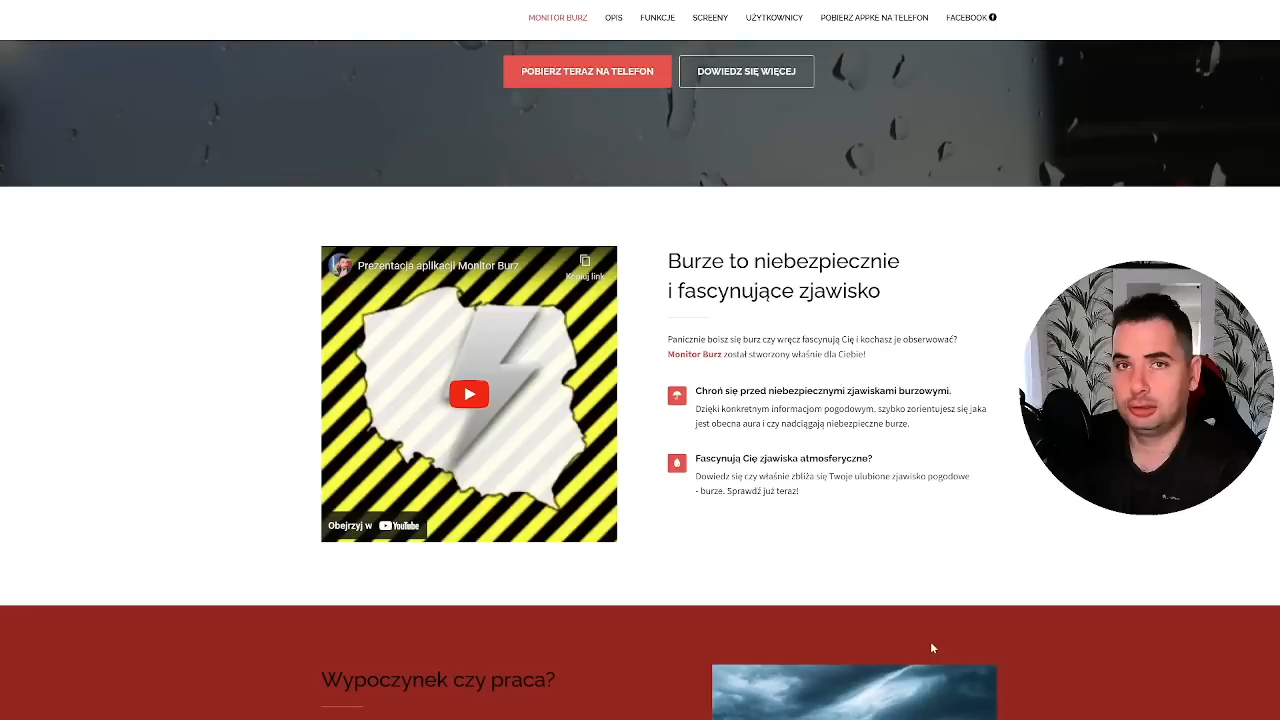 MONITOR BURZ
OPIS
FUNKCJE
SCREENY
UŻYTKOWNICY
POBIERZ APPKĘ NA TELEFON
FACEBOOK
POBIERZ TERAZ NA TELEFON
DOWIEDZ SIĘ WIĘCEJ
Prezentacja aplikacji Monitor Burz
Kopiuj link
Obejrzyj w YouTube
Burze to niebezpiecznie
i fascynujące zjawisko
Panicznie boisz się burz czy wręcz fascynują Cię i kochasz je obserwować?
Monitor Burz został stworzony właśnie dla Ciebie!
Chroń się przed niebezpiecznymi zjawiskami burzowymi.
Dzięki konkretnym informacjom pogodowym, szybko zorientujesz się jaka
jest obecna aura i czy nadciągają niebezpieczne burze.
Fascynują Cię zjawiska atmosferyczne?
Dowiedz się czy właśnie zbliża się Twoje ulubione zjawisko pogodowe
- burze. Sprawdź już teraz!
Wypoczynek czy praca?